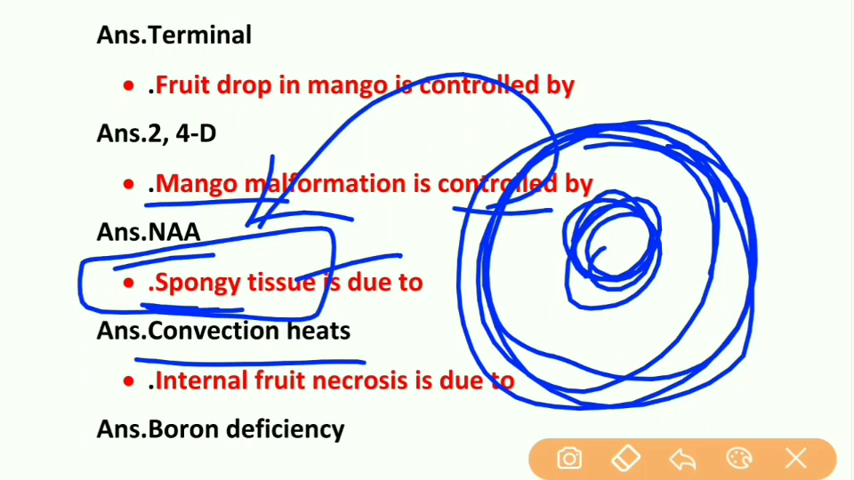 Ans.Terminal
• .Fruit drop in mango is controlled by
Ans.2, 4-D
• .Mango malformation is controlled by
Ans.NAA
• .Spongy tissue is due to
Ans.Convection heats
• .Internal fruit necrosis is due to
Ans.Boron deficiency